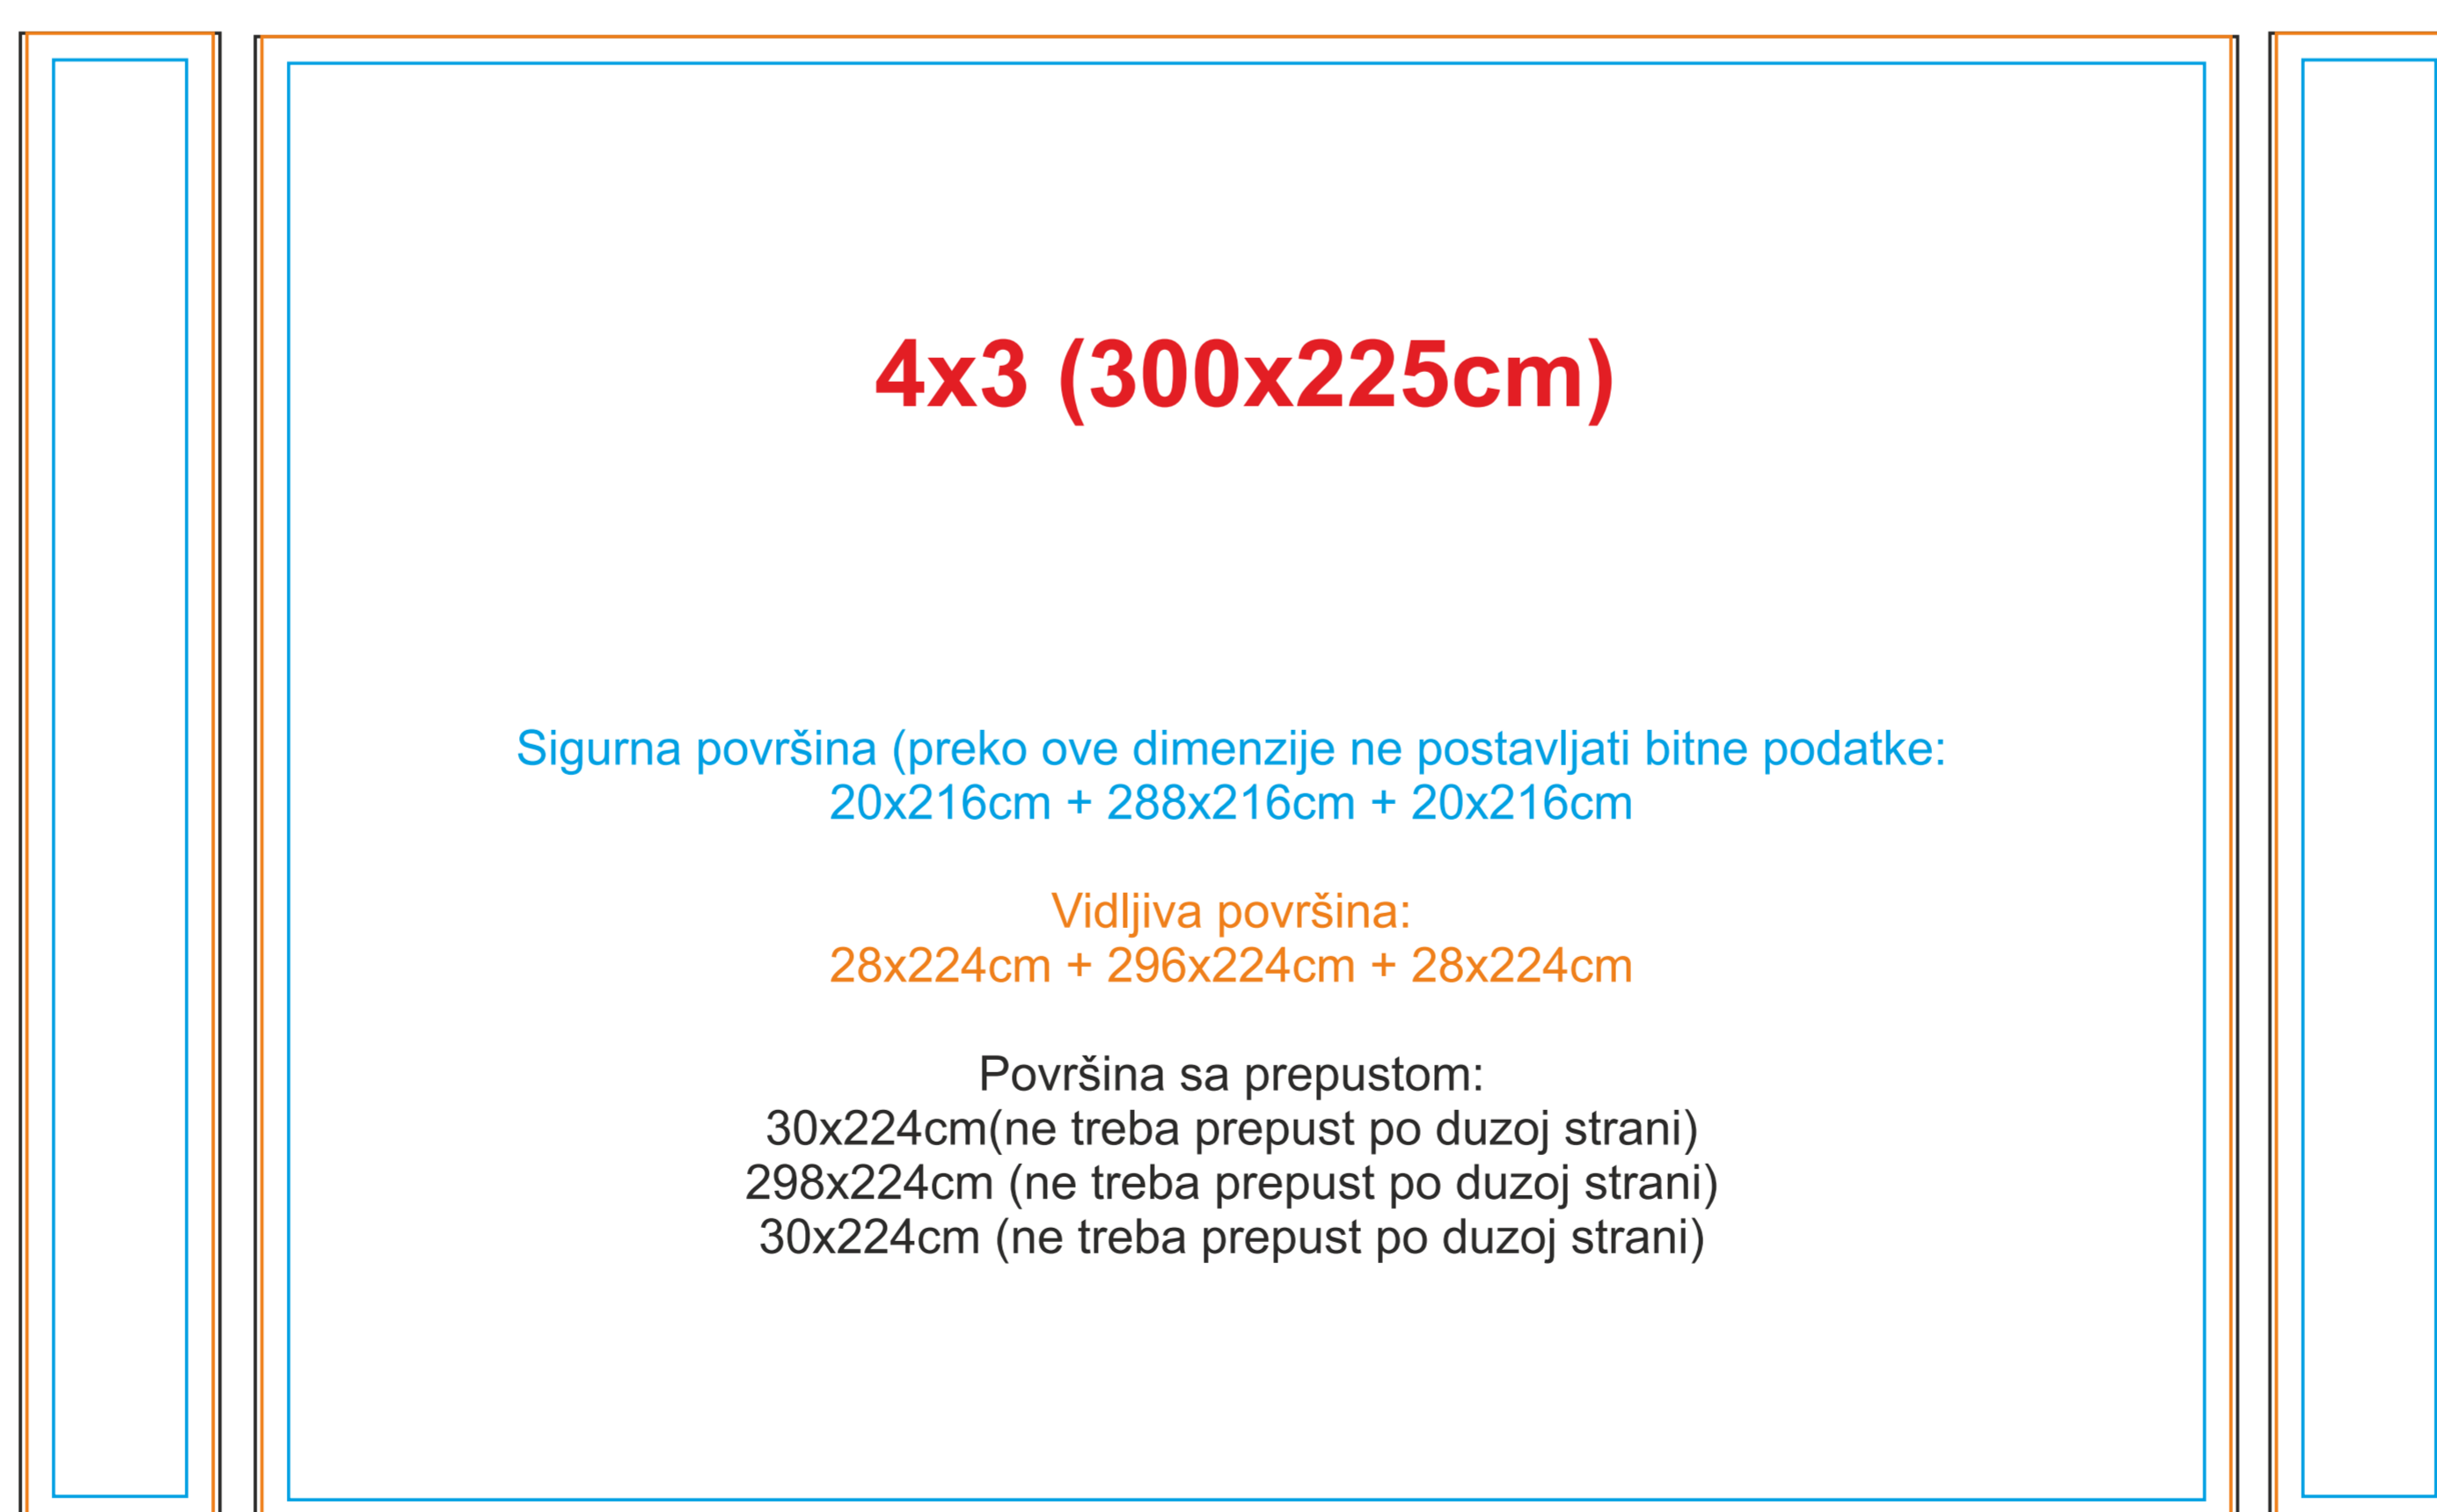 4x3 (300x225cm)
Sigurna površina (preko ove dimenzije ne postavljati bitne podatke:
20x216cm + 288x216cm + 20x216cm
Vidljiva površina:
28x224cm + 296x224cm + 28x224cm
Površina sa prepustom:
30x224cm(ne treba prepust po duzoj strani)
298x224cm (ne treba prepust po duzoj strani)
30x224cm (ne treba prepust po duzoj strani)